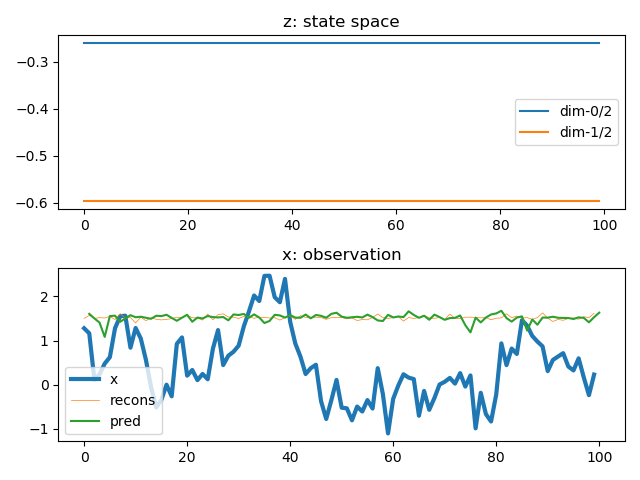 z: state space
−0.3
−0.4
−0.5
−0.6
dim-0/2
dim-1/2
0 20 40 60 80 100
x: observation
2
1
0
−1
x
recons
pred
0 20 40 60 80 100